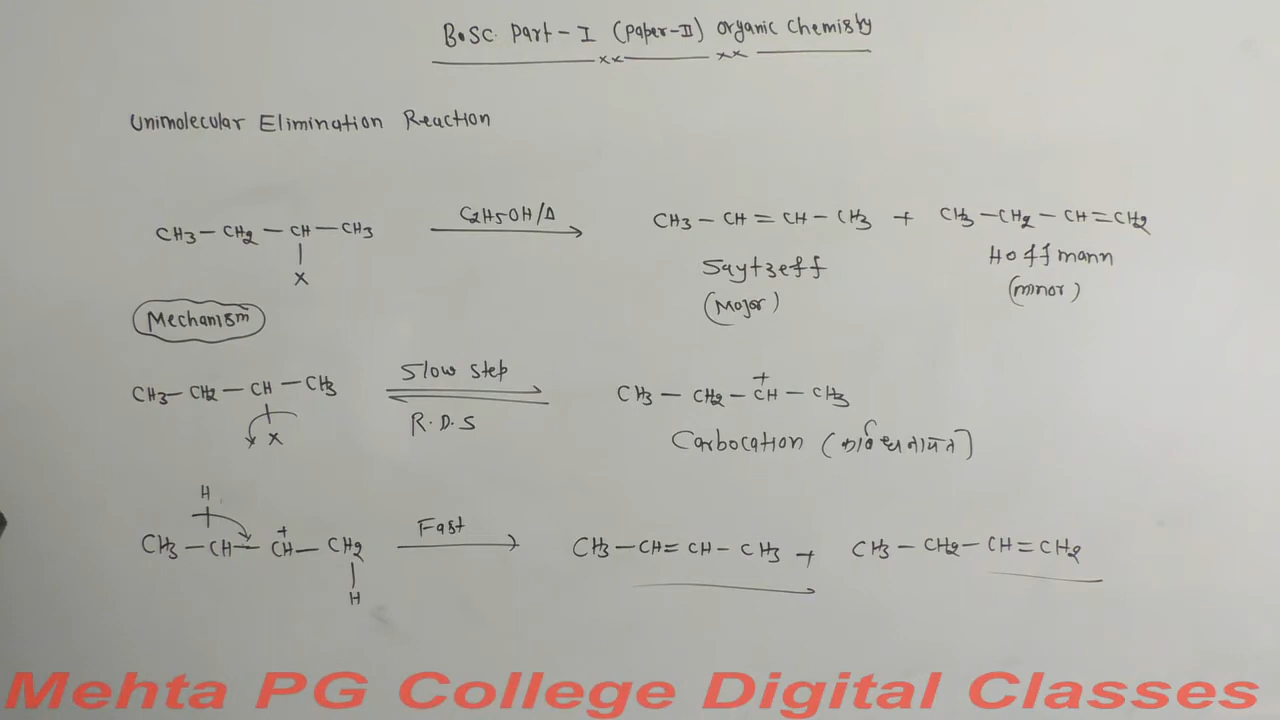 B.Sc. Part-I (Paper-II) Organic Chemistry
Unimolecular Elimination Reaction
CH3-CH2-CH-CH3 C2H5OH/Δ CH3-CH=CH-CH3 + CH3-CH2-CH=CH2
X
Saytzeff Hoffmann
(Major) (minor)
Mechanism
CH3-CH2-CH-CH3 Slow Step CH3-CH2-CH-CH3
+
X R.D.S
Carbocation (कार्बधनायन)
H
CH3-CH-CH-CH2 Fast CH3-CH=CH-CH3 + CH3-CH2-CH=CH2
+
H
Mehta PG College Digital Classes